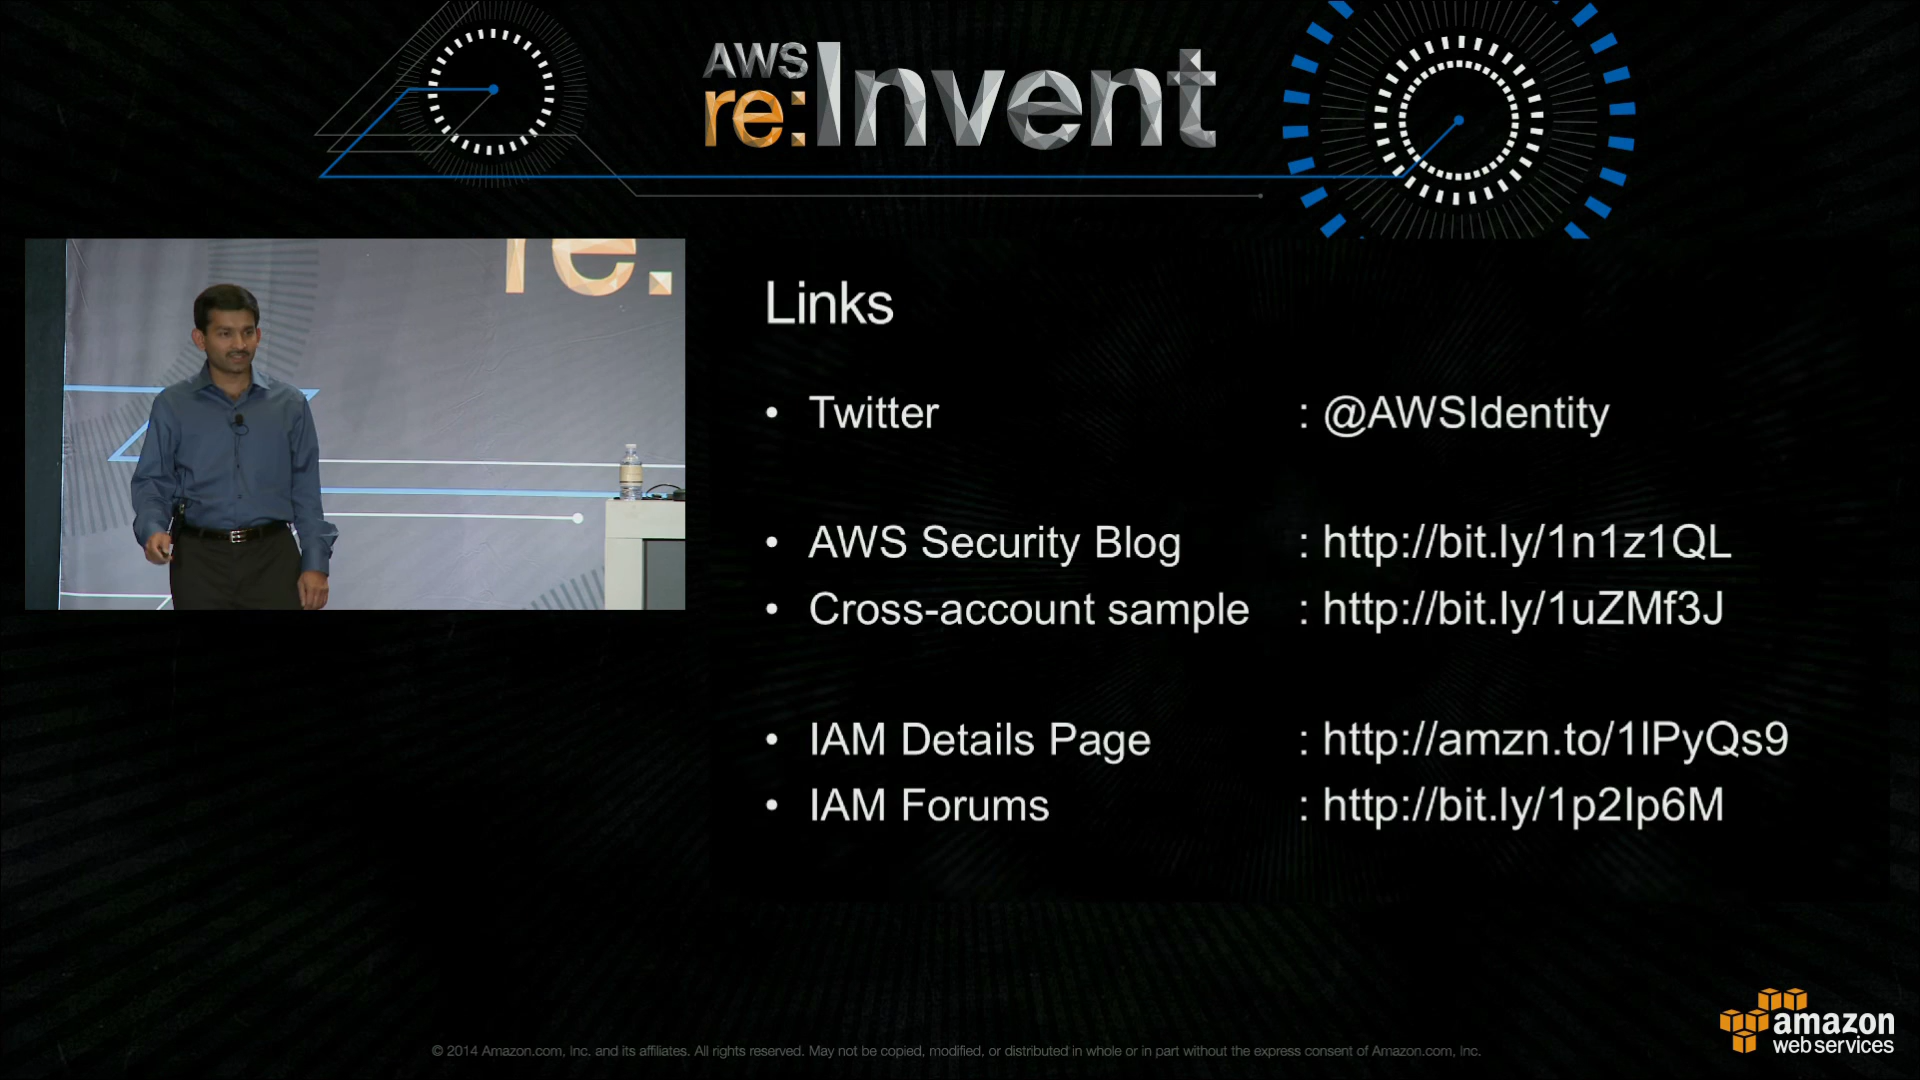 AWS
re:Invent
re:
Links
• Twitter : @AWSIdentity
• AWS Security Blog : http://bit.ly/1n1z1QL
• Cross-account sample : http://bit.ly/1uZMf3J
• IAM Details Page : http://amzn.to/1lPyQs9
• IAM Forums : http://bit.ly/1p2Ip6M
© 2014 Amazon.com, Inc. and its affiliates. All rights reserved. May not be copied, modified, or distributed in whole or in part without the express consent of Amazon.com, Inc.
amazon
web services